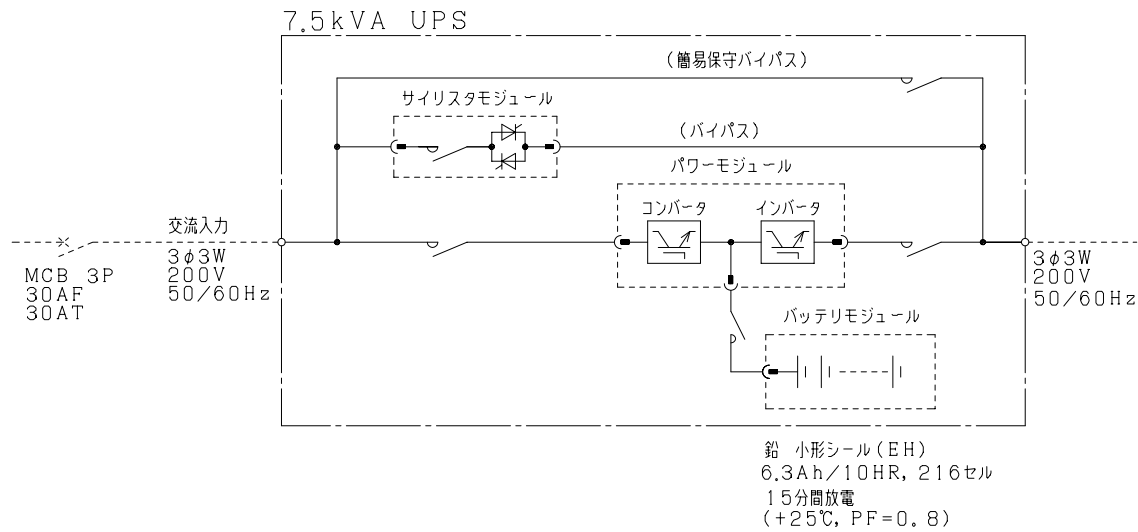 7.5kVA UPS
(簡易保守バイパス)
サイリスタモジュール
(バイパス)
パワーモジュール
コンバータ
インバータ
交流入力
3φ3W
200V
50/60Hz
MCB 3P
30AF
30AT
3φ3W
200V
50/60Hz
バッテリモジュール
鉛 小形シール(EH)
6.3Ah/10HR, 216セル
15分間放電
(+25℃, PF=0.8)